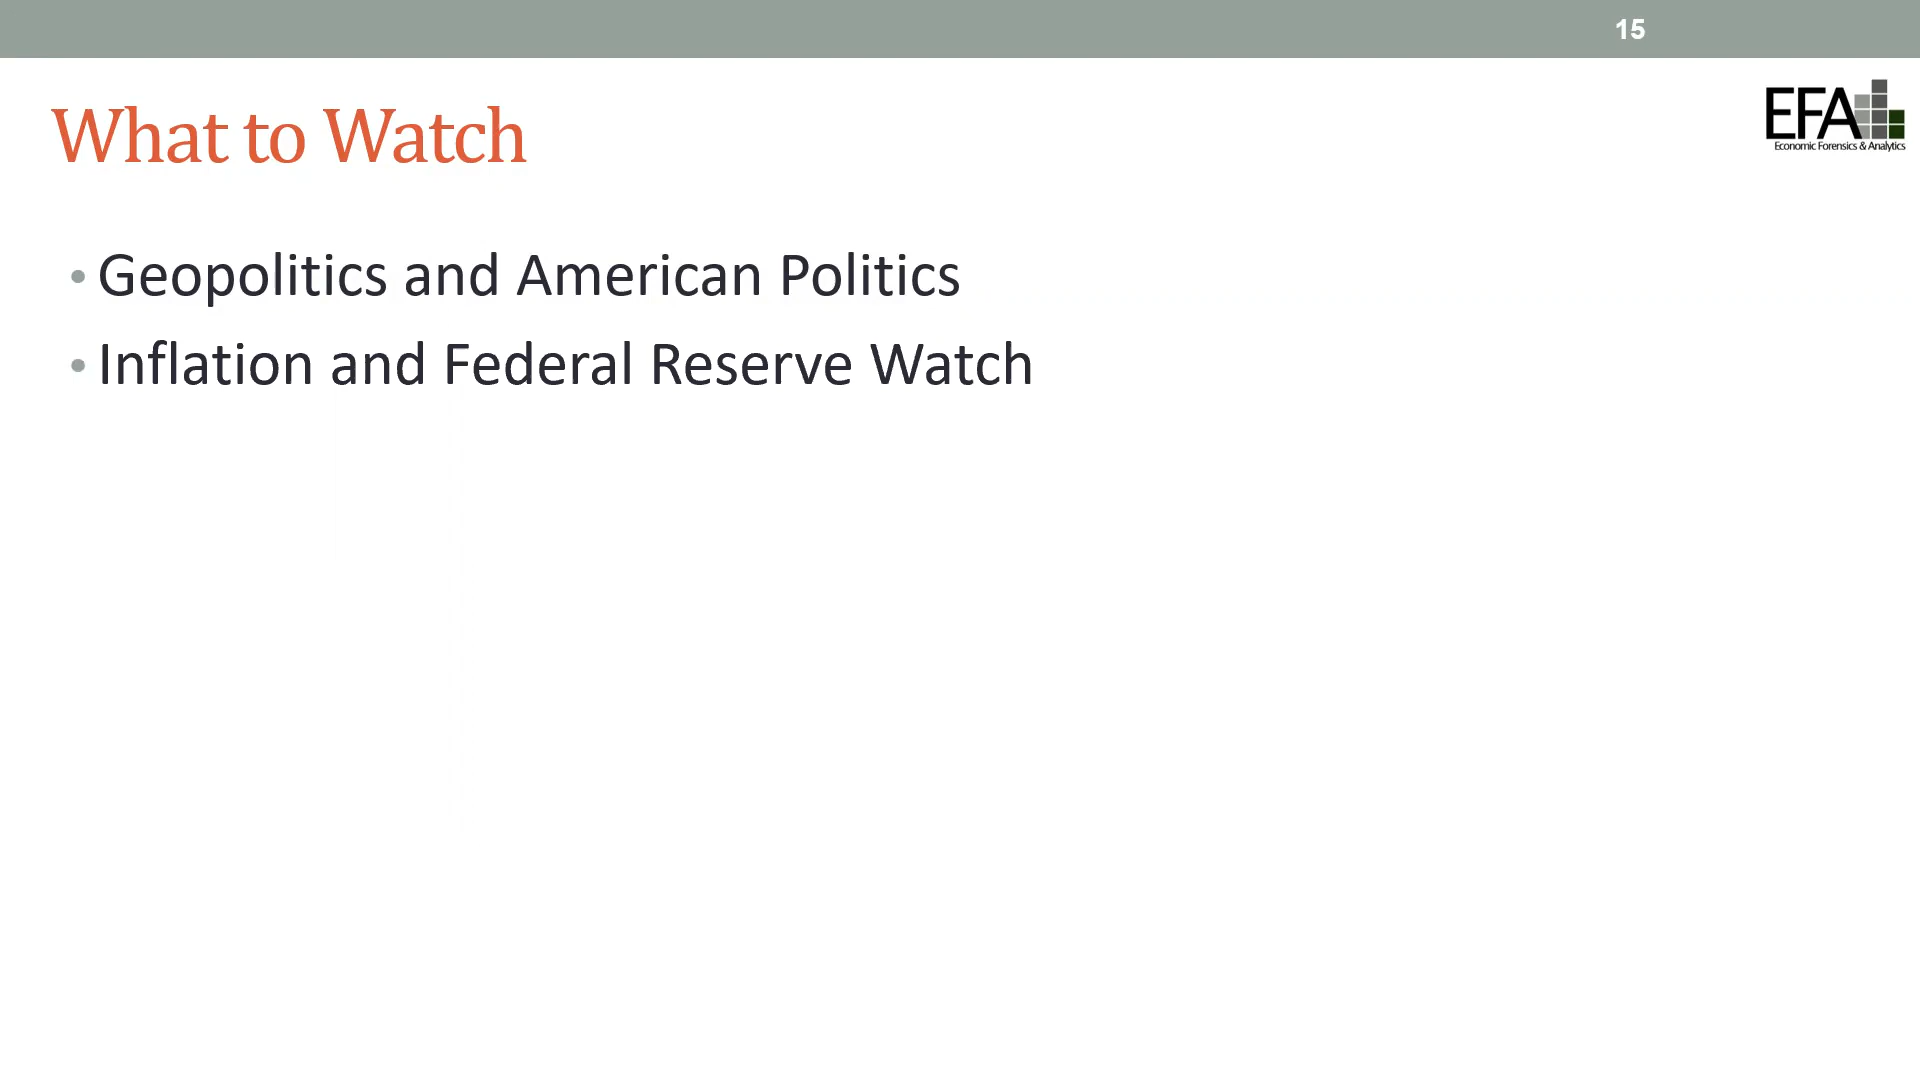 15
What to Watch
EFA
Economic Forensics & Analytics
• Geopolitics and American Politics
• Inflation and Federal Reserve Watch